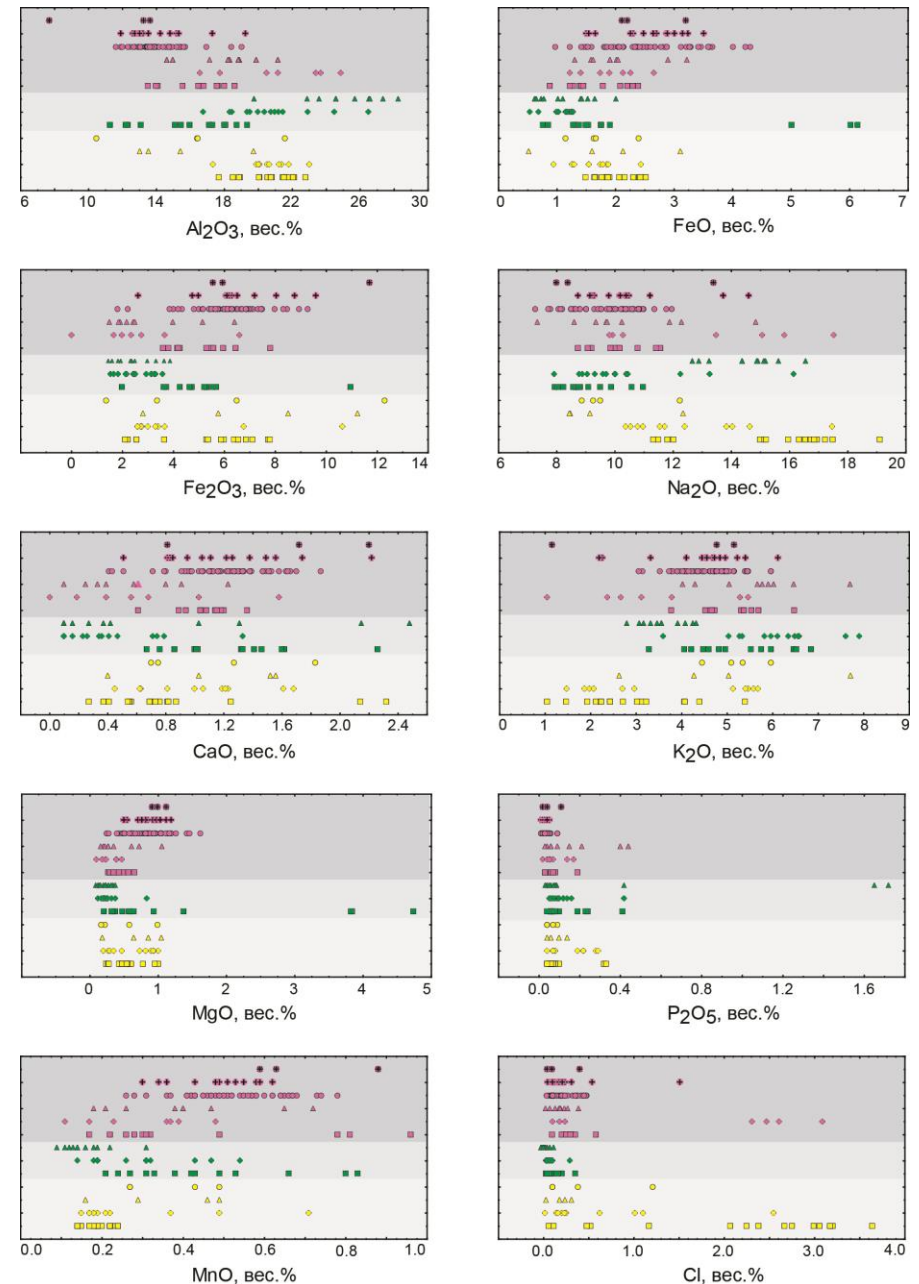 6 10 14 18 22 26 30
Al₂O₃, вес.%
0 1 2 3 4 5 6 7
FeO, вес.%
0 2 4 6 8 10 12 14
Fe₂O₃, вес.%
6 8 10 12 14 16 18 20
Na₂O, вес.%
0.0 0.4 0.8 1.2 1.6 2.0 2.4
CaO, вес.%
0 1 2 3 4 5 6 7 8 9
K₂O, вес.%
0 1 2 3 4 5
MgO, вес.%
0.0 0.4 0.8 1.2 1.6
P₂O₅, вес.%
0.0 0.2 0.4 0.6 0.8 1.0
MnO, вес.%
0.0 1.0 2.0 3.0 4.0
Cl, вес.%